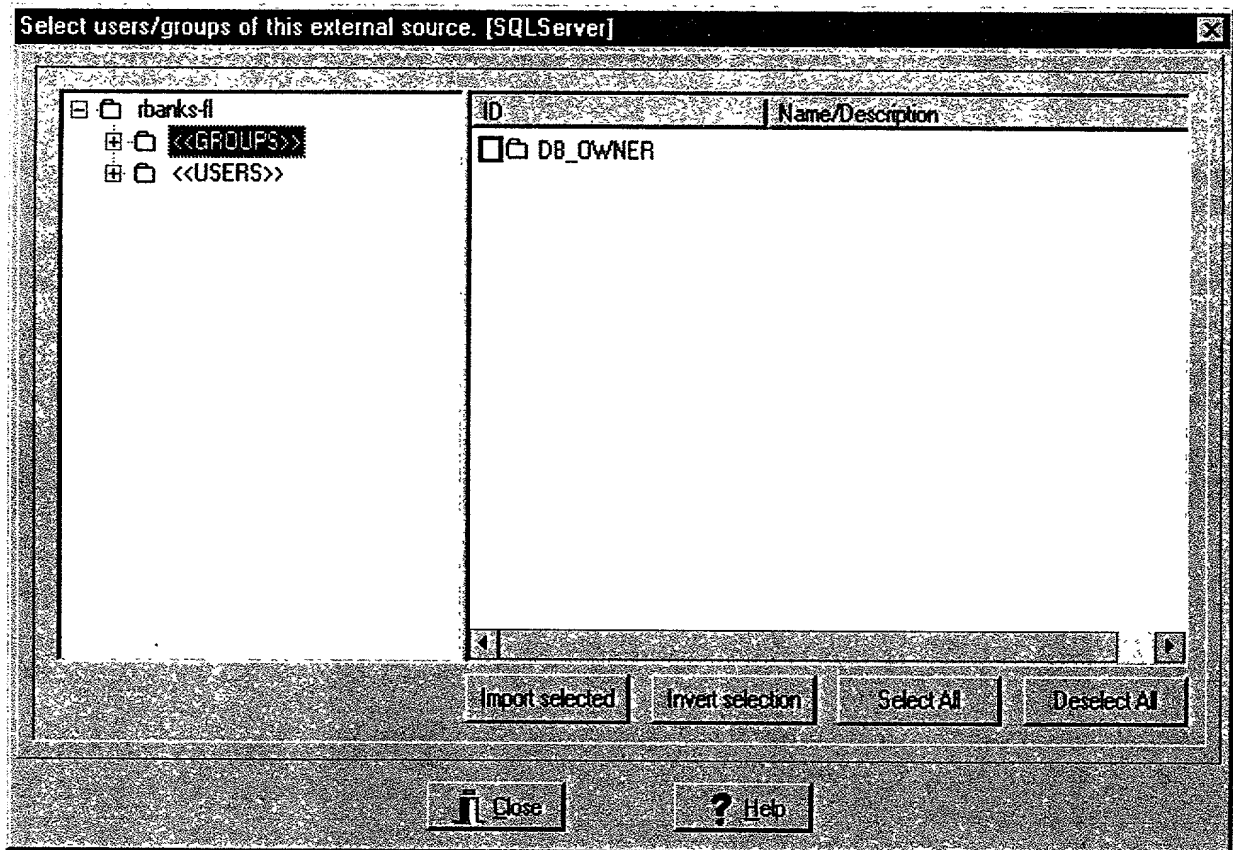 Select users/groups of this external source. [SQLServer]
rbanks-fl
<<GROUPS>>
<<USERS>>
ID Name/Description
DB_OWNER
Import selected Invert selection Select All Deselect All
Close Help